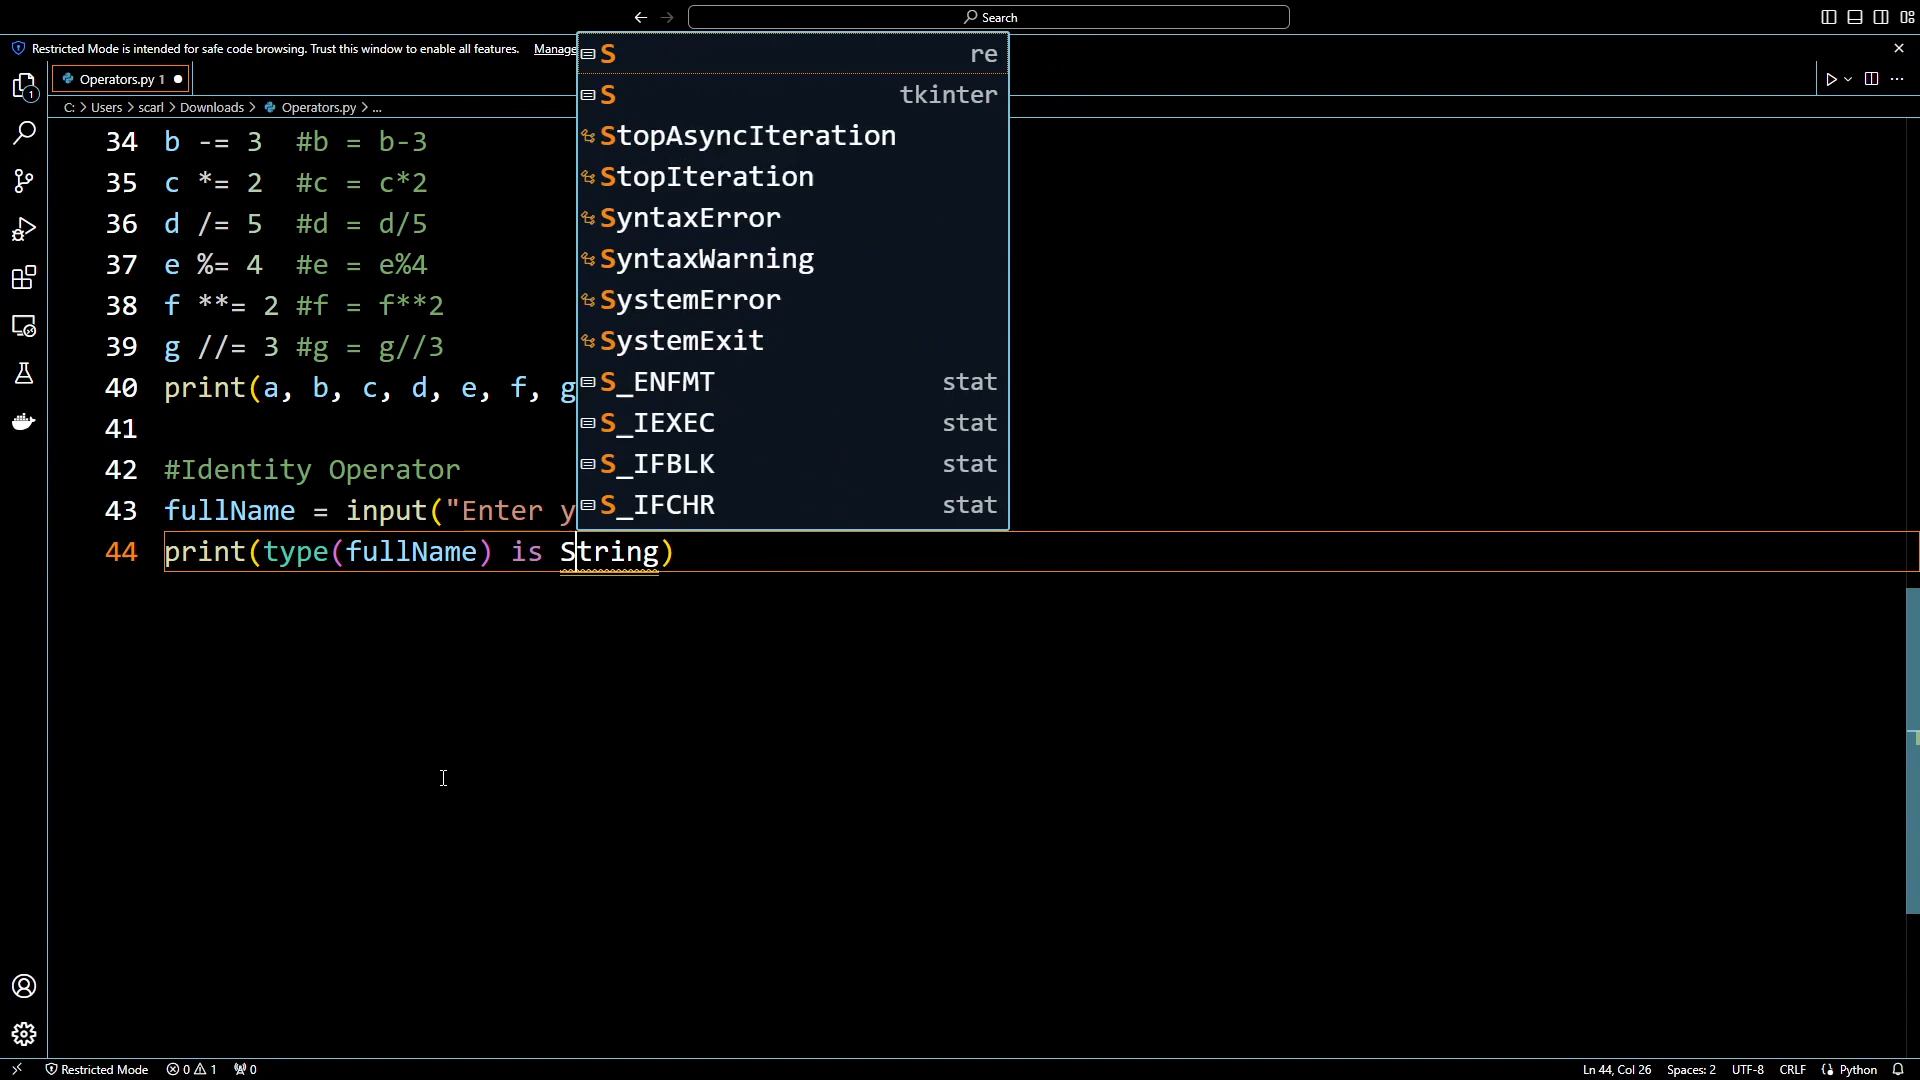 Search
Restricted Mode is intended for safe code browsing. Trust this window to enable all features. Manage
Operators.py 1
C: > Users > scarl > Downloads > Operators.py > ...
34 b -= 3 #b = b-3
35 c *= 2 #c = c*2
36 d /= 5 #d = d/5
37 e %= 4 #e = e%4
38 f **= 2 #f = f**2
39 g //= 3 #g = g//3
40 print(a, b, c, d, e, f, g
41
42 #Identity Operator
43 fullName = input("Enter y
44 print(type(fullName) is String)
S re
S tkinter
StopAsyncIteration
StopIteration
SyntaxError
SyntaxWarning
SystemError
SystemExit
S_ENFMT stat
S_IEXEC stat
S_IFBLK stat
S_IFCHR stat
1
Restricted Mode 0 1 0 Ln 44, Col 26 Spaces: 2 UTF-8 CRLF Python